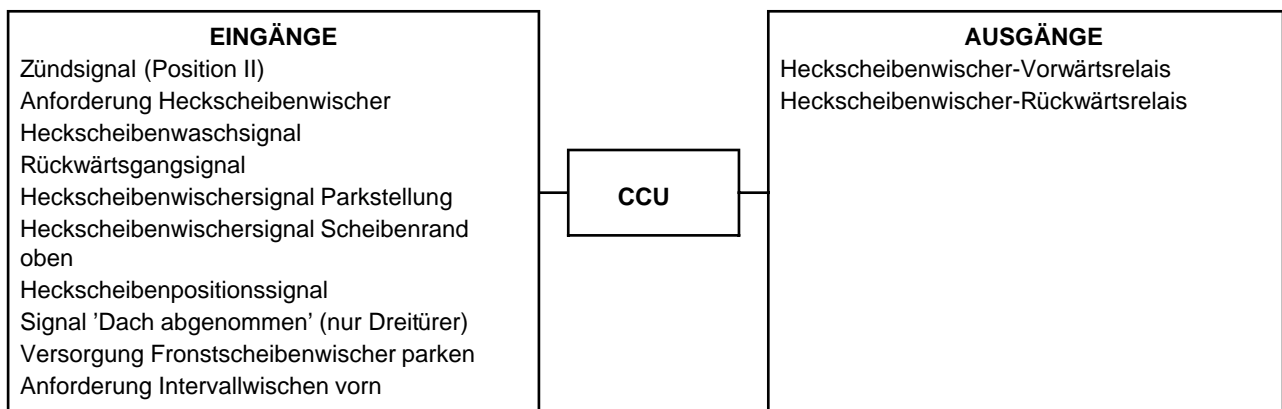 EINGÄNGE
Zündsignal (Position II)
Anforderung Heckscheibenwischer
Heckscheibenwaschsignal
Rückwärtsgangsignal
Heckscheibenwischersignal Parkstellung
Heckscheibenwischersignal Scheibenrand
oben
Heckscheibenpositionssignal
Signal ’Dach abgenommen’ (nur Dreitürer)
Versorgung Fronstscheibenwischer parken
Anforderung Intervallwischen vorn
CCU
AUSGÄNGE
Heckscheibenwischer-Vorwärtsrelais
Heckscheibenwischer-Rückwärtsrelais